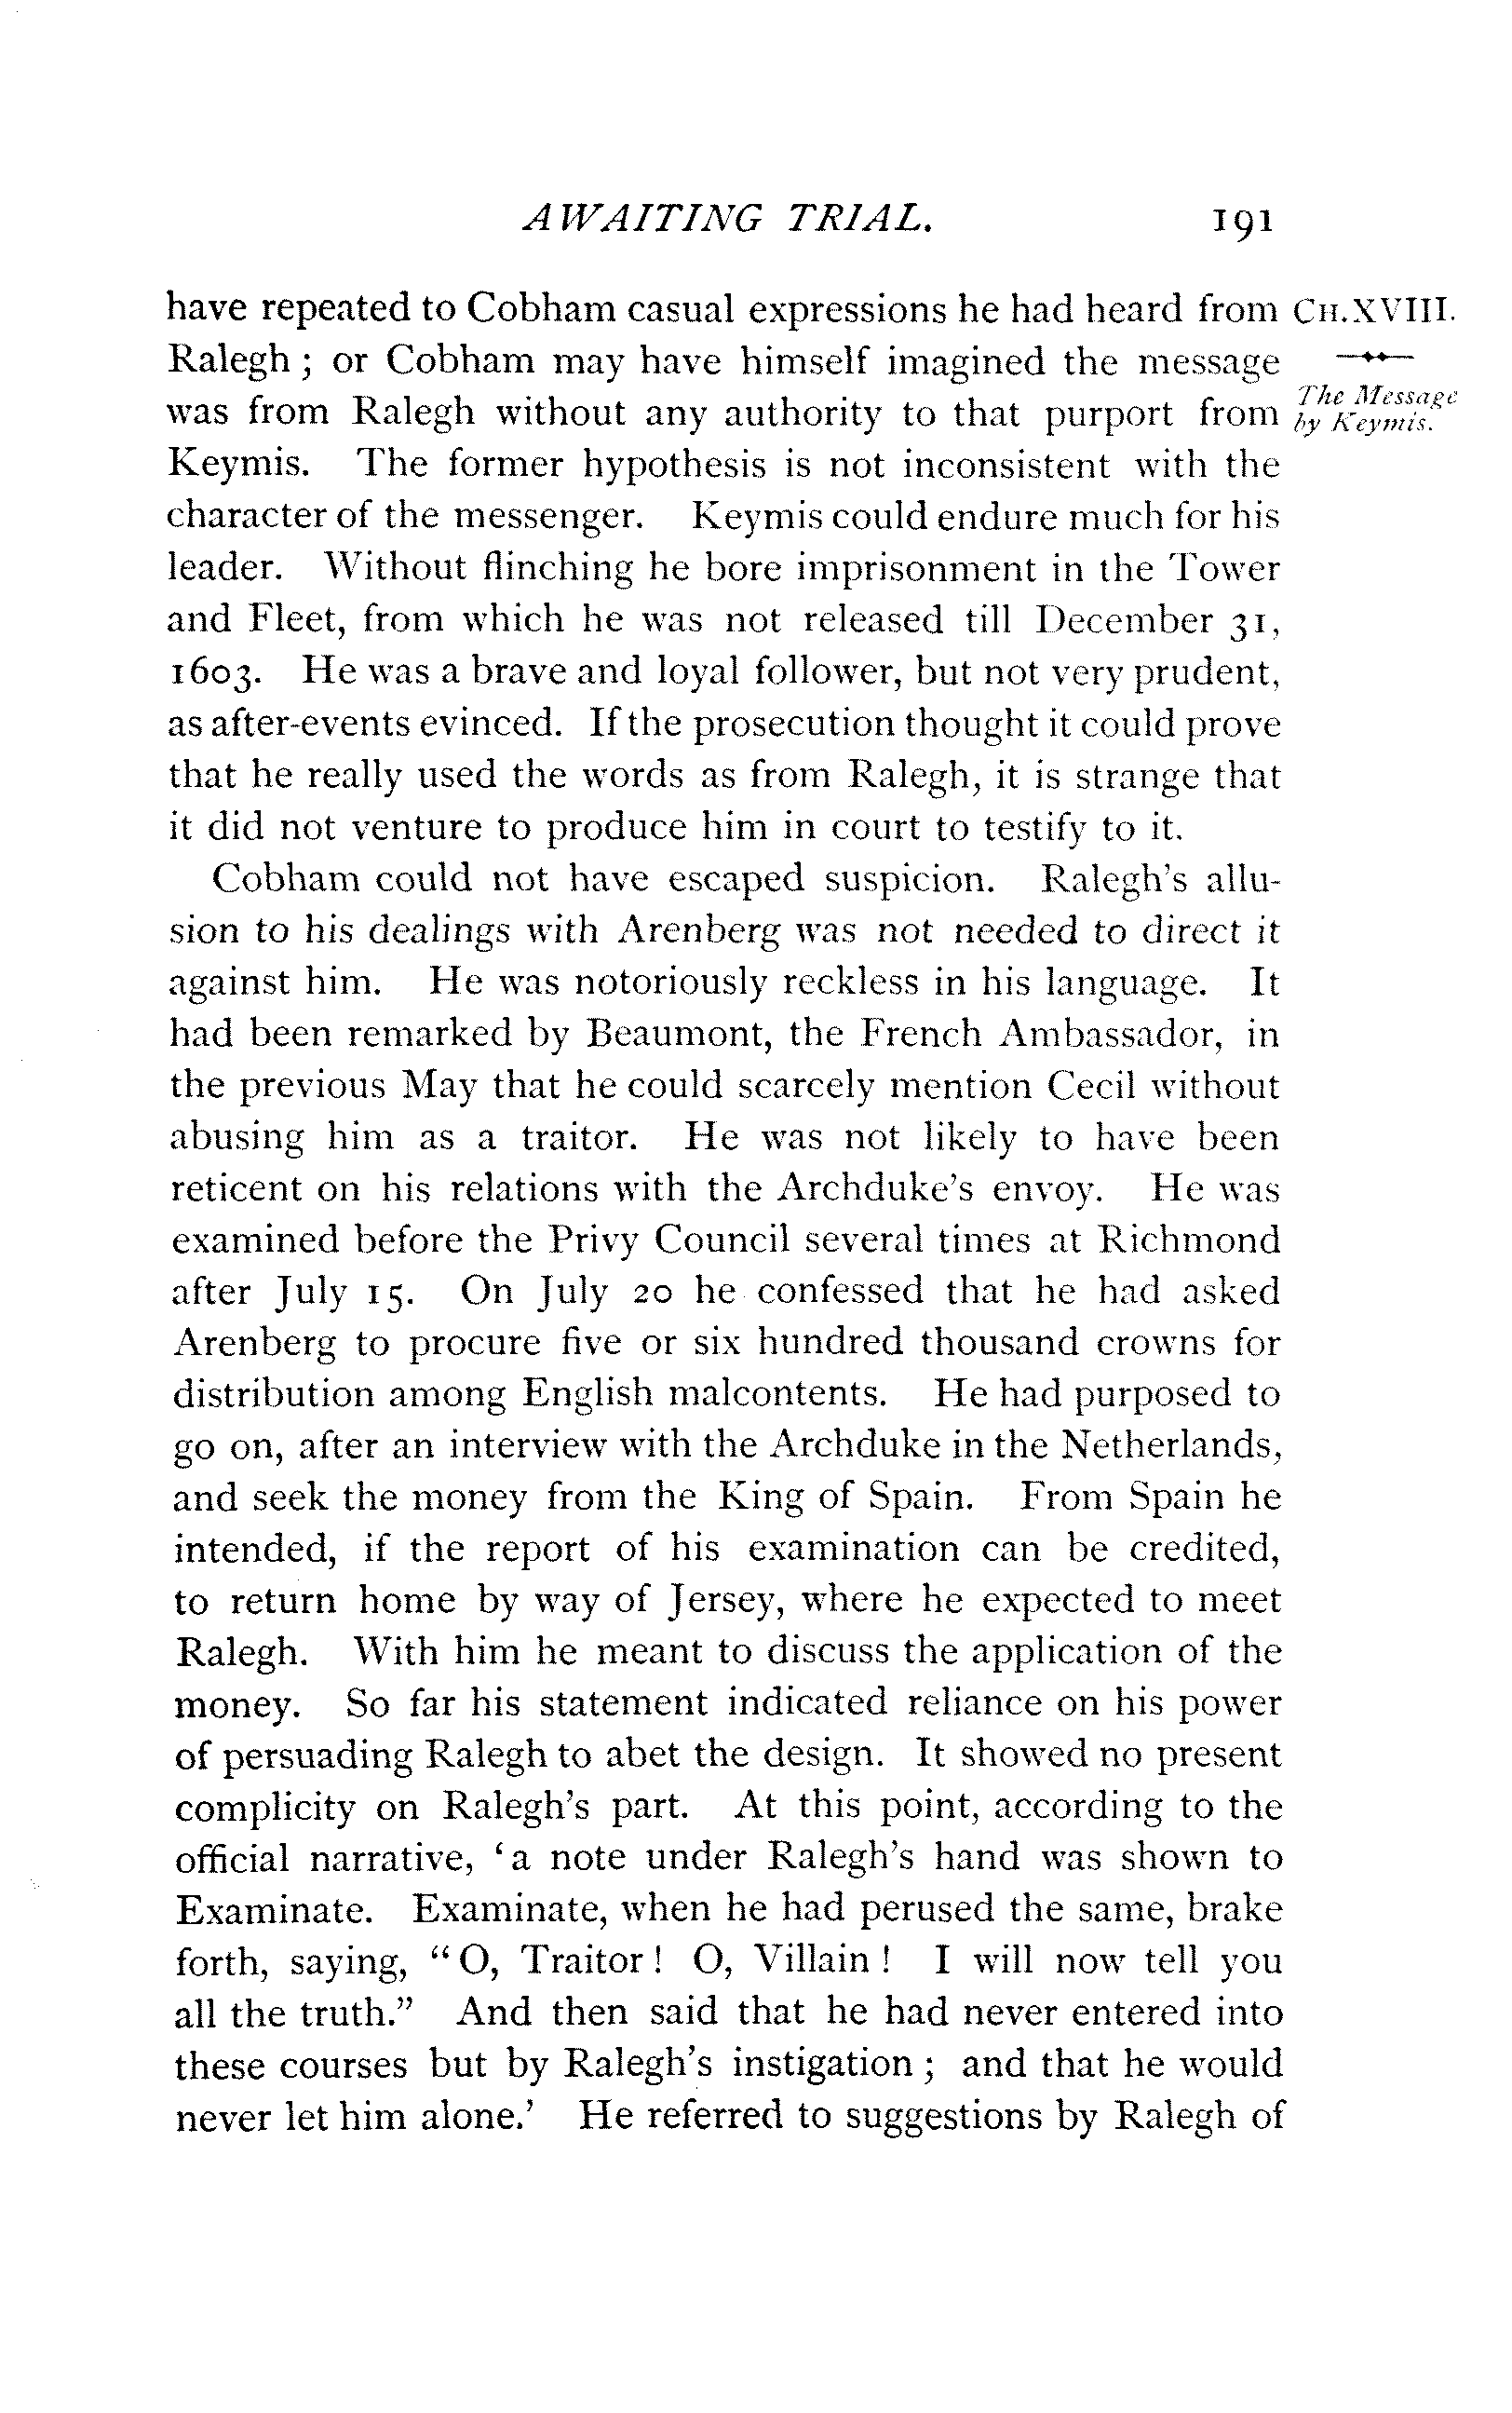 AWAITING TRIAL. 191
have repeated to Cobham casual expressions he had heard from
CH. XVIII.
Ralegh ; or Cobham may have himself imagined the message
was from Ralegh without any authority to that purport from
The Message
by Keymis.
Keymis. The former hypothesis is not inconsistent with the
character of the messenger. Keymis could endure much for his
leader. Without flinching he bore imprisonment in the Tower
and Fleet, from which he was not released till December 31,
1603. He was a brave and loyal follower, but not very prudent,
as after-events evinced. If the prosecution thought it could prove
that he really used the words as from Ralegh, it is strange that
it did not venture to produce him in court to testify to it.
Cobham could not have escaped suspicion. Ralegh's allu-
sion to his dealings with Arenberg was not needed to direct it
against him. He was notoriously reckless in his language. It
had been remarked by Beaumont, the French Ambassador, in
the previous May that he could scarcely mention Cecil without
abusing him as a traitor. He was not likely to have been
reticent on his relations with the Archduke's envoy. He was
examined before the Privy Council several times at Richmond
after July 15. On July 20 he confessed that he had asked
Arenberg to procure five or six hundred thousand crowns for
distribution among English malcontents. He had purposed to
go on, after an interview with the Archduke in the Netherlands,
and seek the money from the King of Spain. From Spain he
intended, if the report of his examination can be credited,
to return home by way of Jersey, where he expected to meet
Ralegh. With him he meant to discuss the application of the
money. So far his statement indicated reliance on his power
of persuading Ralegh to abet the design. It showed no present
complicity on Ralegh's part. At this point, according to the
official narrative, ‘a note under Ralegh's hand was shown to
Examinate. Examinate, when he had perused the same, brake
forth, saying, “O, Traitor ! O, Villain ! I will now tell you
all the truth.” And then said that he had never entered into
these courses but by Ralegh's instigation ; and that he would
never let him alone.’ He referred to suggestions by Ralegh of